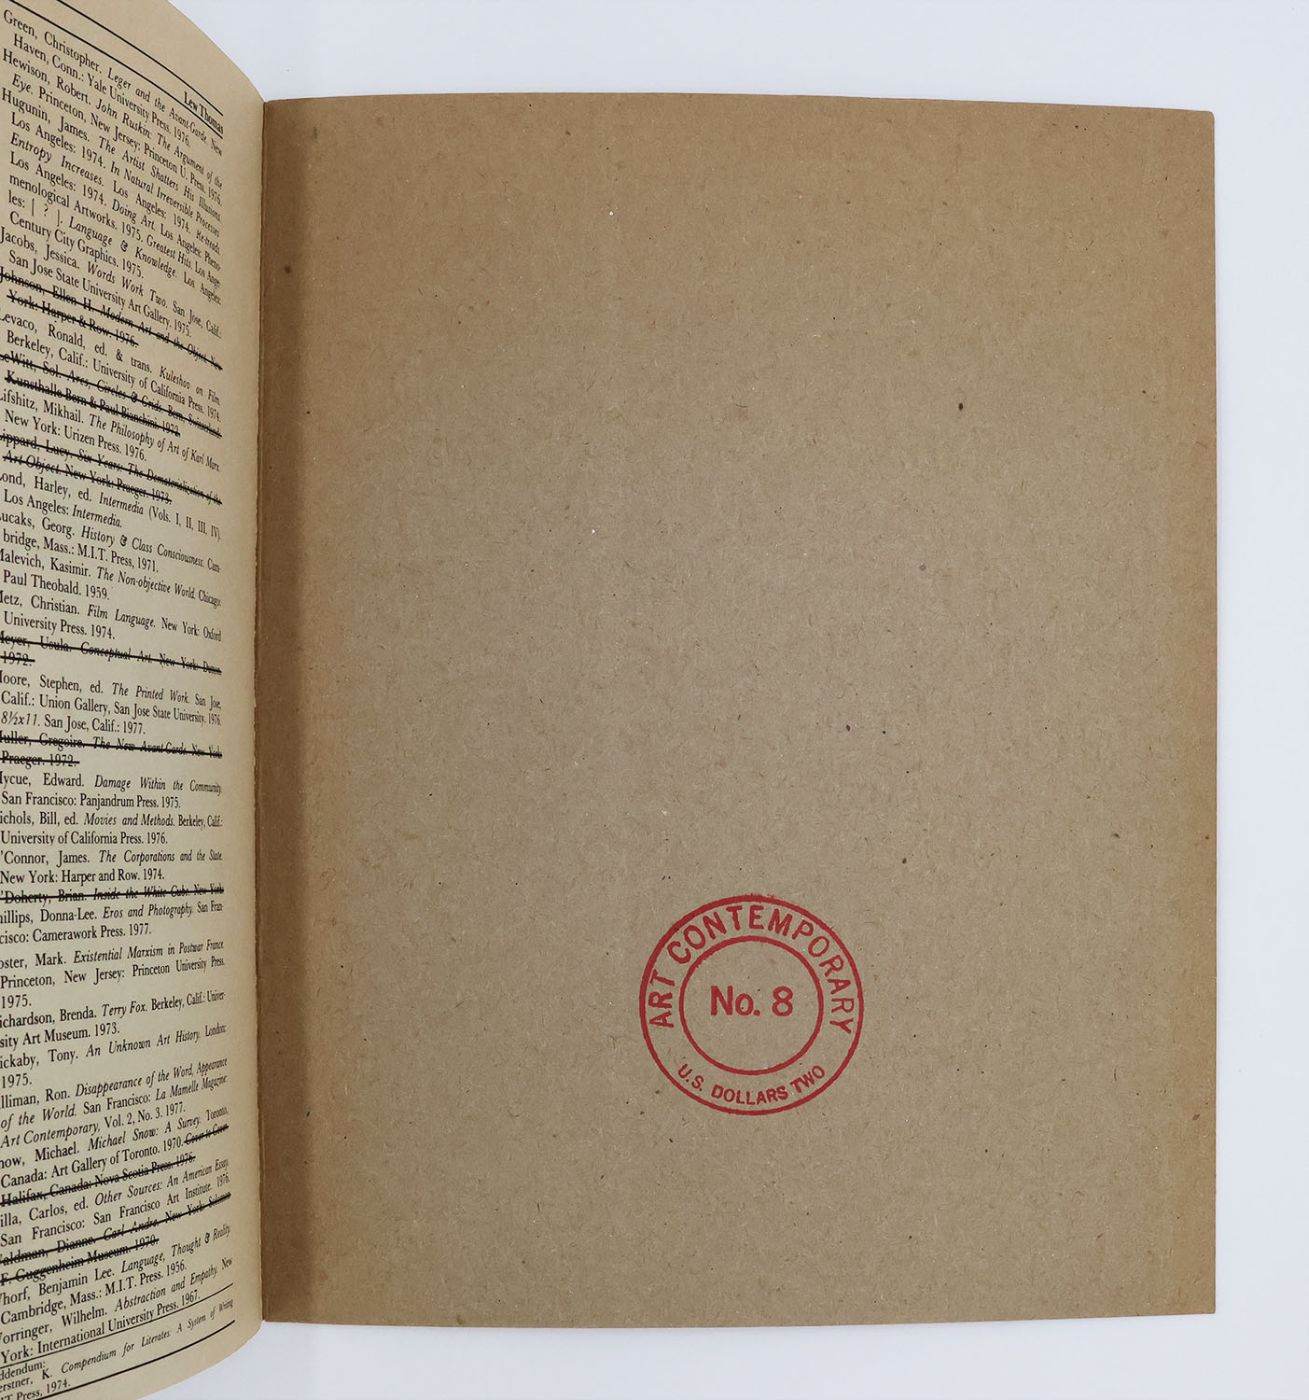 Lew Thomas
Green, Christopher. Leger and the Avant-Garde. New
Haven, Conn.: Yale University Press. 1976.
Hewison, Robert. John Ruskin: The Argument of the
Eye. Princeton, New Jersey: Princeton U. Press. 1976.
Hugunin, James. The Artist Shatters His Illusions.
Los Angeles: 1974. In Natural Irreversible Processes
Entropy Increases. Los Angeles: 1974. Re-trends
Los Angeles: 1974. Doing Art. Los Angeles: Pheno-
menological Artworks. 1975. Greatest Hits. Los Ange-
les: [ ? ]. Language & Knowledge. Los Angeles:
Century City Graphics. 1975.
Jacobs, Jessica. Words Work Two. San Jose, Calif.:
San Jose State University Art Gallery. 1975.
Johnson, Ellen H. Modern Art and the Object. New
York: Harper & Row. 1976.
Levaco, Ronald, ed. & trans. Kuleshov on Film.
Berkeley, Calif.: University of California Press. 1974.
LeWitt, Sol. Arcs, Circles & Grids. Bern, Switzerland:
Kunsthalle Bern & Paul Bianchini. 1972.
Lifshitz, Mikhail. The Philosophy of Art of Karl Marx.
New York: Urizen Press. 1976.
Lippard, Lucy. Six Years: The Dematerialization of the
Art Object. New York: Praeger. 1973.
Lond, Harley, ed. Intermedia (Vols. I, II, III, IV).
Los Angeles: Intermedia.
Lucaks, Georg. History & Class Consciousness. Cam-
bridge, Mass.: M.I.T. Press, 1971.
Malevich, Kasimir. The Non-objective World. Chicago:
Paul Theobald. 1959.
Metz, Christian. Film Language. New York: Oxford
University Press. 1974.
Meyer, Usula. Conceptual Art. New York: Dutton.
1972.
Moore, Stephen, ed. The Printed Work. San Jose,
Calif.: Union Gallery, San Jose State University. 1976.
8½x11. San Jose, Calif.: 1977.
Muller, Gregoire. The New Avant-Garde. New York:
Praeger. 1972.
Mycue, Edward. Damage Within the Community.
San Francisco: Panjandrum Press. 1975.
Nichols, Bill, ed. Movies and Methods. Berkeley, Calif.:
University of California Press. 1976.
O'Connor, James. The Corporations and the State.
New York: Harper and Row. 1974.
O'Doherty, Brian. Inside the White Cube. New York:
Phillips, Donna-Lee. Eros and Photography. San Fran-
cisco: Camerawork Press. 1977.
Poster, Mark. Existential Marxism in Postwar France.
Princeton, New Jersey: Princeton University Press.
1975.
Richardson, Brenda. Terry Fox. Berkeley, Calif.: Univer-
sity Art Museum. 1973.
Rickaby, Tony. An Unknown Art History. London:
1975.
Silliman, Ron. Disappearance of the Word, Appearance
of the World. San Francisco: La Mamelle Magazine:
Art Contemporary, Vol. 2, No. 3. 1977.
Snow, Michael. Michael Snow: A Survey. Toronto,
Canada: Art Gallery of Toronto. 1970. Cover to Cover.
Halifax, Canada: Nova Scotia Press. 1976.
Villa, Carlos, ed. Other Sources: An American Essay.
San Francisco: San Francisco Art Institute. 1976.
Waldman, Dianne. Carl Andre. New York: Solomon
F. Guggenheim Museum. 1970.
Whorf, Benjamin Lee. Language, Thought & Reality.
Cambridge, Mass.: M.I.T. Press. 1956.
Worringer, Wilhelm. Abstraction and Empathy. New
York: International University Press. 1967.
Addendum:
Gerstner, K. Compendium for Literates: A System of Writing
M.I.T. Press, 1974.
ART CONTEMPORARY
No. 8
U.S. DOLLARS TWO